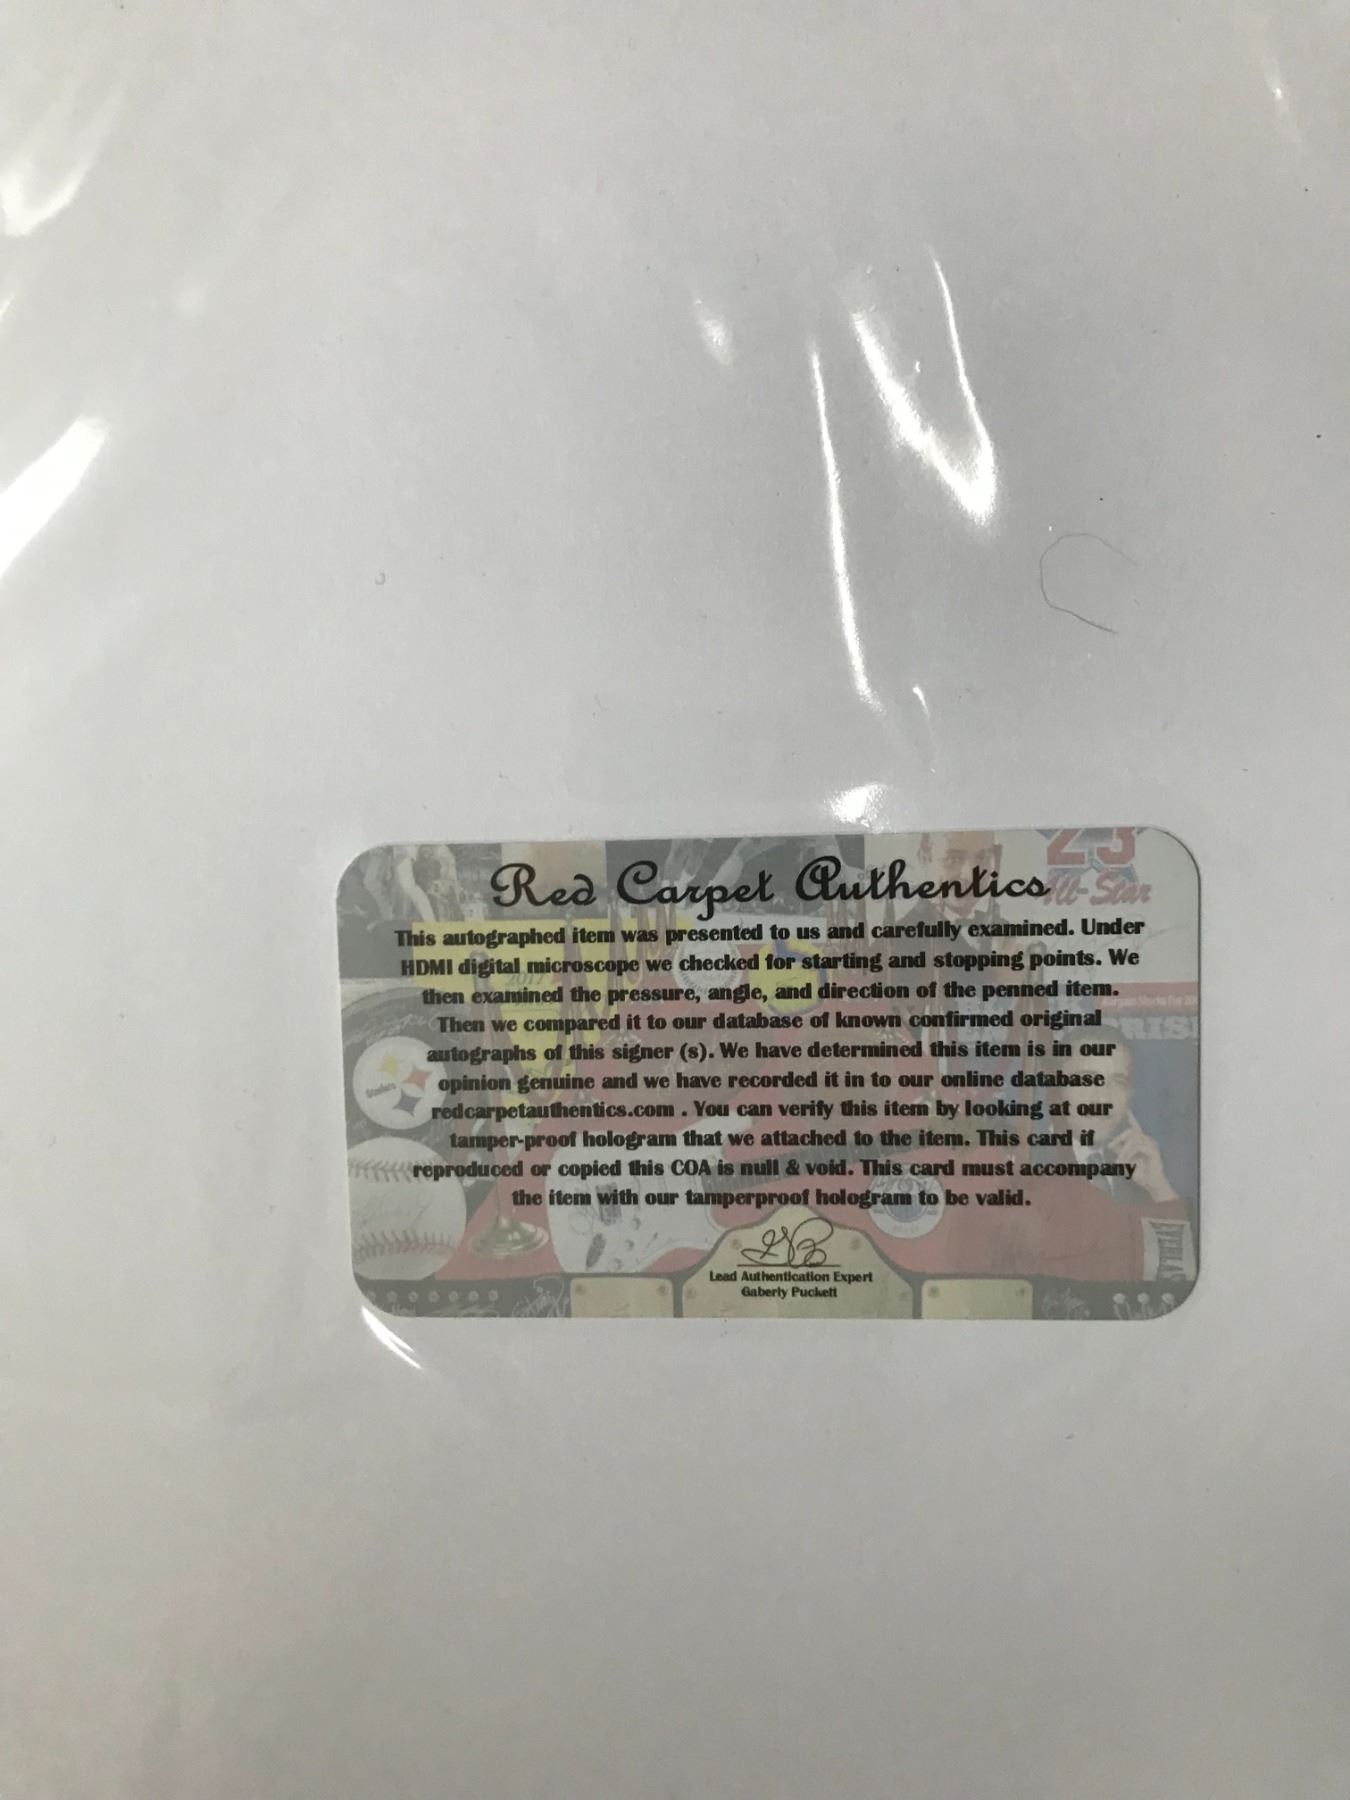 Red Carpet Authentics
This autographed item was presented to us and carefully examined. Under
HDMI digital microscope we checked for starting and stopping points. We
then examined the pressure, angle, and direction of the penned item.
Then we compared it to our database of known confirmed original
autographs of this signer (s). We have determined this item is in our
opinion genuine and we have recorded it in to our online database
redcarpetauthentics.com . You can verify this item by looking at our
tamper-proof hologram that we attached to the item. This card if
reproduced or copied this COA is null & void. This card must accompany
the item with our tamperproof hologram to be valid.
Lead Authentication Expert
Gaberly Puckett
23
All-Star
2017
Steelers
EVERLAS